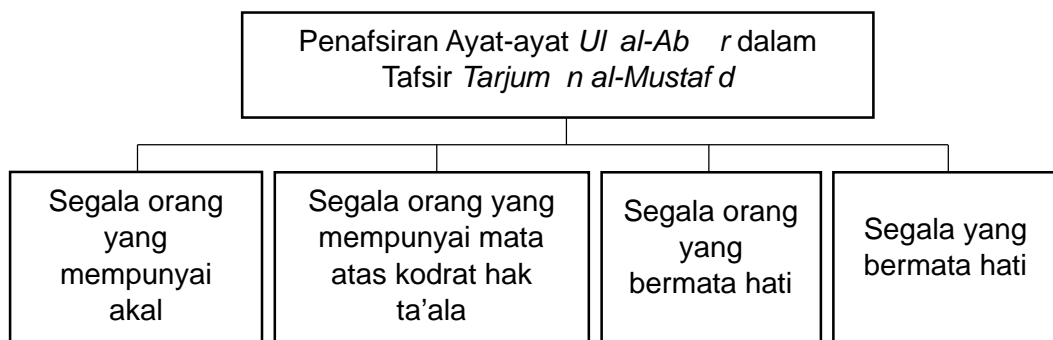 Penafsiran Ayat-ayat Ul al-Ab r dalam
Tafsir Tarjum n al-Mustaf d
Segala orang
yang
mempunyai
akal
Segala orang yang
mempunyai mata
atas kodrat hak
ta'ala
Segala orang
yang
bermata hati
Segala yang
bermata hati